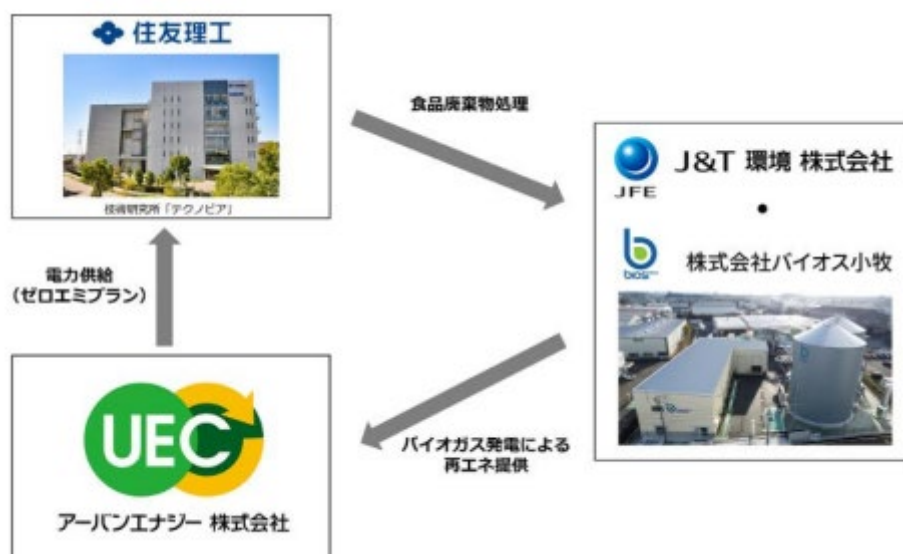 住友理工
技術研究所「テクノピア」
食品廃棄物処理
JFE
J&T 環境 株式会社
・
bios
株式会社バイオス小牧
電力供給
（ゼロエミプラン）
バイオガス発電による
再エネ提供
UEC
アーバンエナジー 株式会社